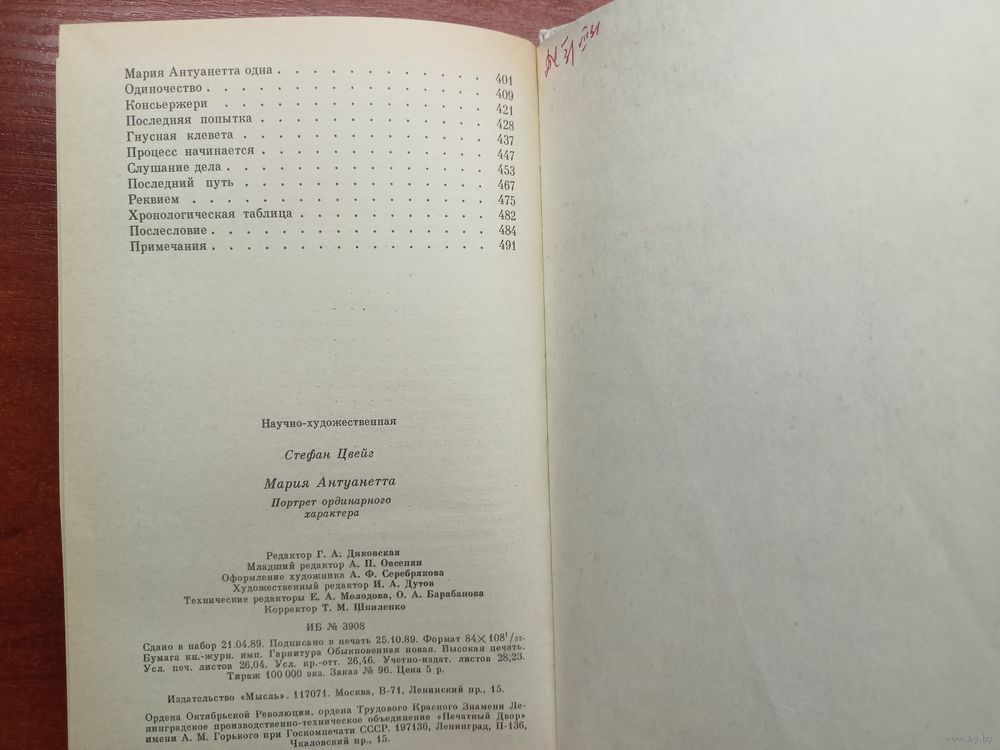 Мария Антуанетта одна . . . . . . . . . . . . 401
Одиночество . . . . . . . . . . . . . . . 409
Консьержери . . . . . . . . . . . . . . 421
Последняя попытка . . . . . . . . . . . . 428
Гнусная клевета . . . . . . . . . . . . . 437
Процесс начинается . . . . . . . . . . . . 447
Слушание дела . . . . . . . . . . . . . . 453
Последний путь . . . . . . . . . . . . . 467
Реквием . . . . . . . . . . . . . . . . 475
Хронологическая таблица . . . . . . . . . . 482
Послесловие . . . . . . . . . . . . . . . 484
Примечания . . . . . . . . . . . . . . . 491
Научно-художественная
Стефан Цвейг
Мария Антуанетта
Портрет ординарного
характера
Редактор Г. А. Диковская
Младший редактор А. П. Овсепян
Оформление художника А. Ф. Серебрякова
Художественный редактор И. А. Дутов
Технические редакторы Е. А. Молодова, О. А. Барабанова
Корректор Т. М. Шпиленко
ИБ № 3908
Сдано в набор 21.04.89. Подписано в печать 25.10.89. Формат 84×108¹/₃₂.
Бумага кн.-журн. имп. Гарнитура Обыкновенная новая. Высокая печать.
Усл. печ. листов 26,04. Усл. кр.-отт. 26,46. Учетно-издат. листов 28,23.
Тираж 100 000 экз. Заказ № 96. Цена 5 р.
Издательство «Мысль». 117071. Москва, В-71, Ленинский пр., 15.
Ордена Октябрьской Революции, ордена Трудового Красного Знамени Ле-
нинградское производственно-техническое объединение «Печатный Двор»
имени А. М. Горького при Госкомпечати СССР. 197136, Ленинград, П-136,
Чкаловский пр., 15.
www.ay.by